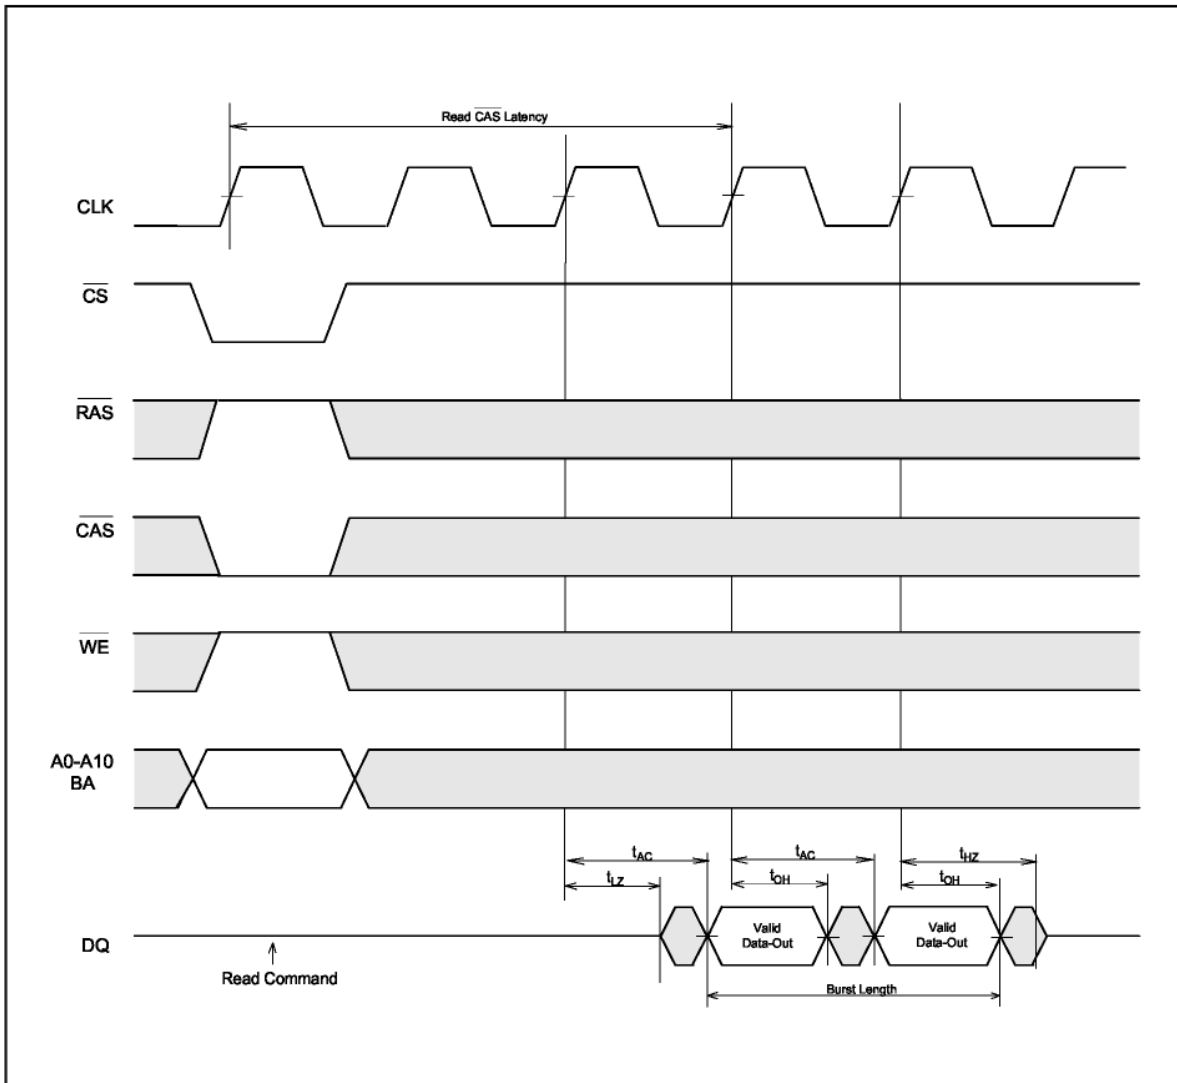 Read CAS Latency
CLK
CS
RAS
CAS
WE
A0-A10
BA
tAC
tAC
tHZ
tLZ
tOH
tOH
DQ
Valid
Data-Out
Valid
Data-Out
Read Command
Burst Length